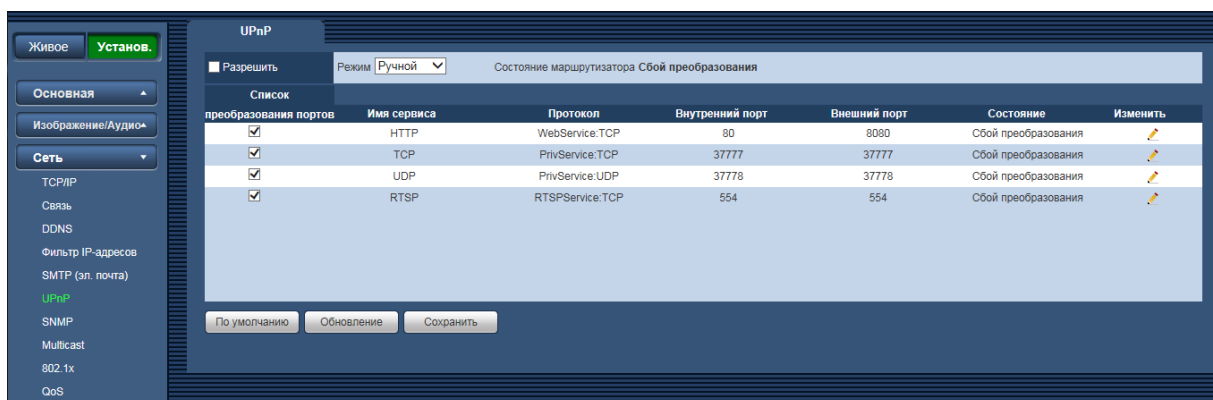 Живое Установ.
Основная
Изображение/Аудио
Сеть
TCP/IP
Связь
DDNS
Фильтр IP-адресов
SMTP (эл. почта)
UPnP
SNMP
Multicast
802.1x
QoS
UPnP
Разрешить Режим Ручной Состояние маршрутизатора Сбой преобразования
Список
преобразования портов Имя сервиса Протокол Внутренний порт Внешний порт Состояние Изменить
HTTP WebService:TCP 80 8080 Сбой преобразования
TCP PrivService:TCP 37777 37777 Сбой преобразования
UDP PrivService:UDP 37778 37778 Сбой преобразования
RTSP RTSPService:TCP 554 554 Сбой преобразования
По умолчанию Обновление Сохранить